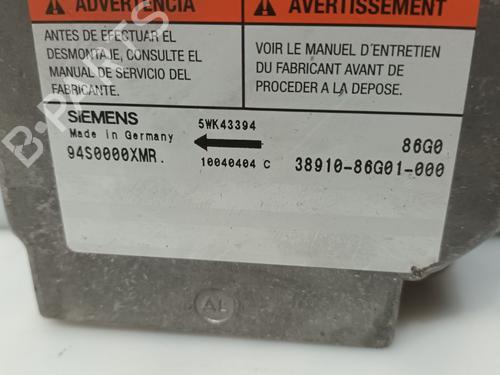 ADVERTENCIA
ANTES DE EFECTUAR EL
DESMONTAJE, CONSULTE EL
MANUAL DE SERVICIO DEL
FABRICANTE.
AVERTISSEMENT
VOIR LE MANUEL D´ENTRETIEN
DU FABRICANT AVANT DE
PROCEDER A LA DEPOSE.
SIEMENS
Made in Germany
94S0000XMR.
5WK43394
10040404 C
86G0
38910-86G01-000
AL
B-PARTS